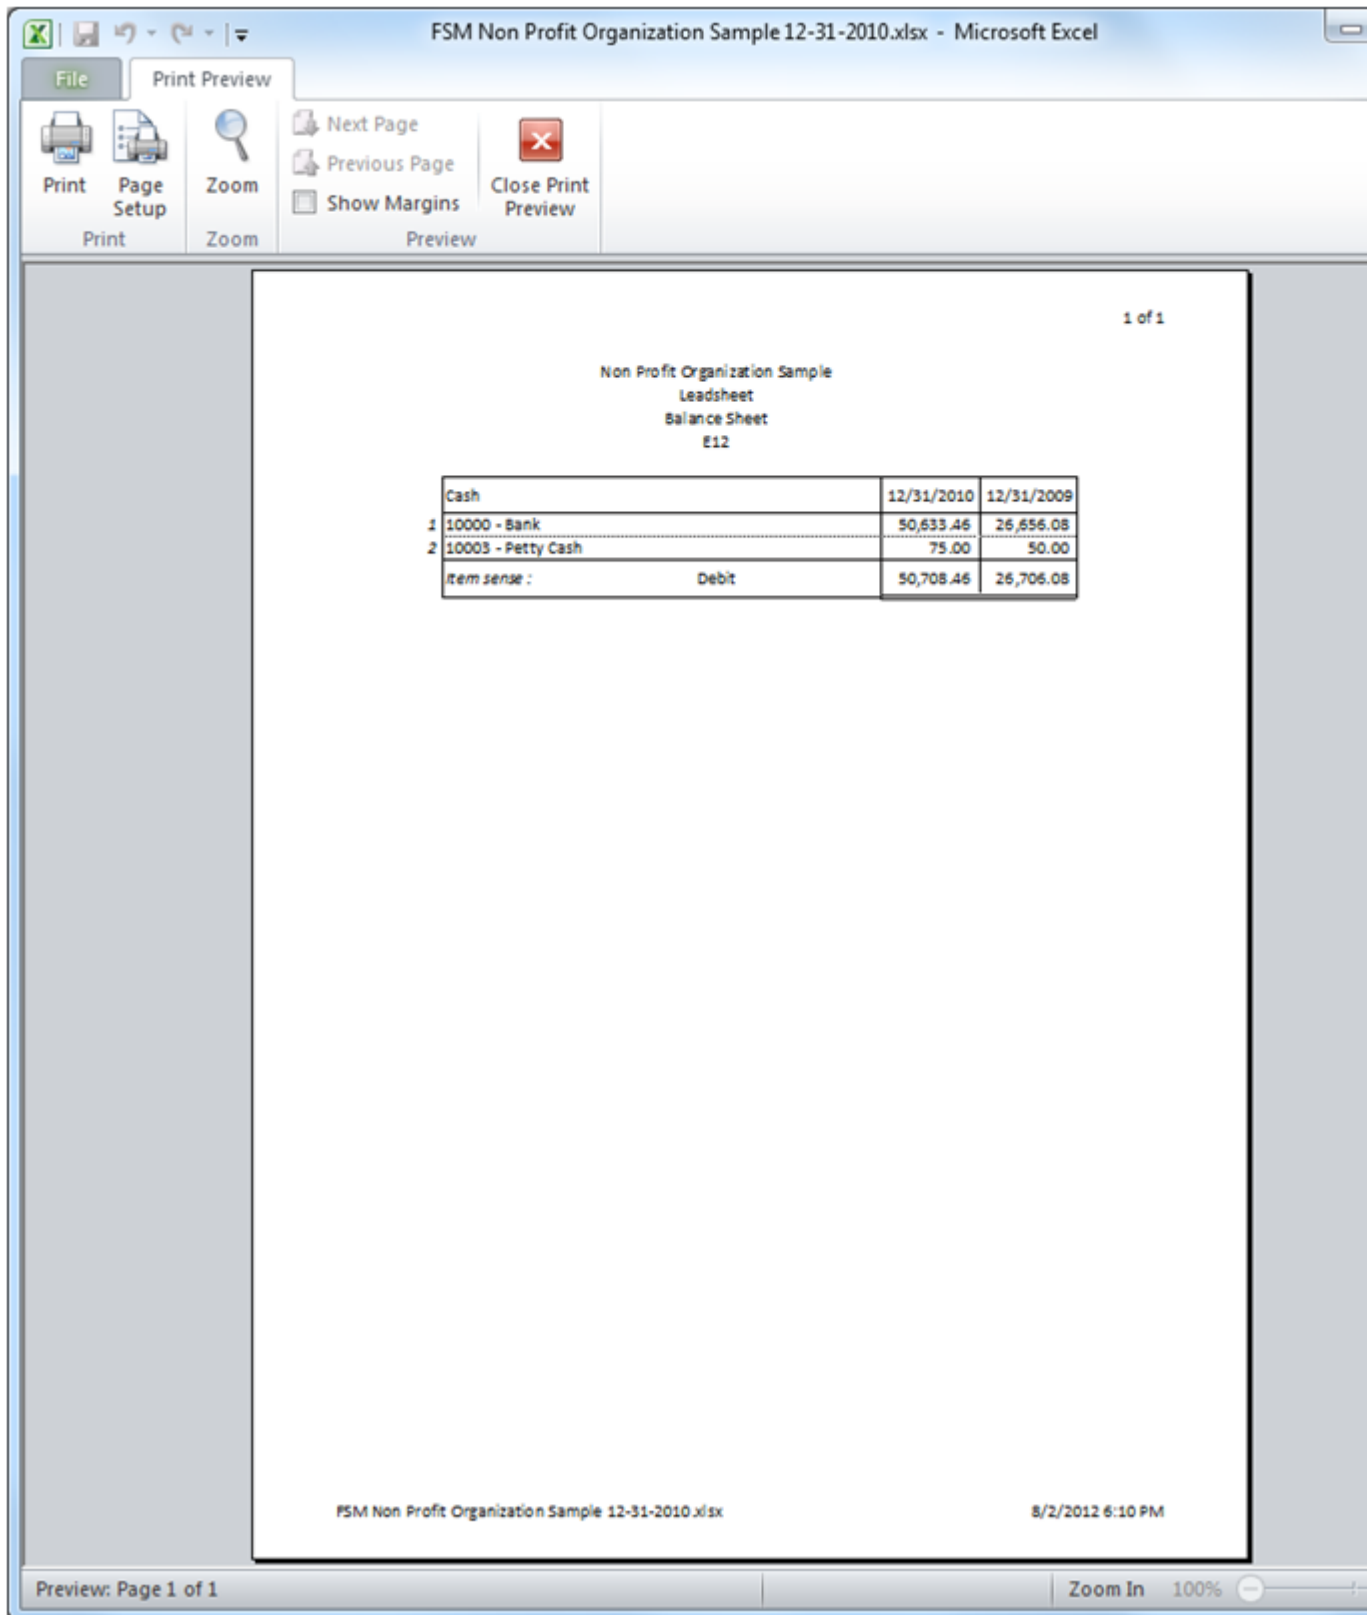 FSM Non Profit Organization Sample 12-31-2010.xlsx - Microsoft Excel
File Print Preview
Print Page Setup Zoom Next Page Previous Page Show Margins Close Print Preview
Print Zoom Preview
1 of 1
Non Profit Organization Sample
Leadsheet
Balance Sheet
E12
Cash 12/31/2010 12/31/2009
1 10000 - Bank 50,633.46 26,656.08
2 10003 - Petty Cash 75.00 50.00
Item sense : Debit 50,708.46 26,706.08
FSM Non Profit Organization Sample 12-31-2010.xlsx 8/2/2012 6:10 PM
Preview: Page 1 of 1 Zoom In 100%